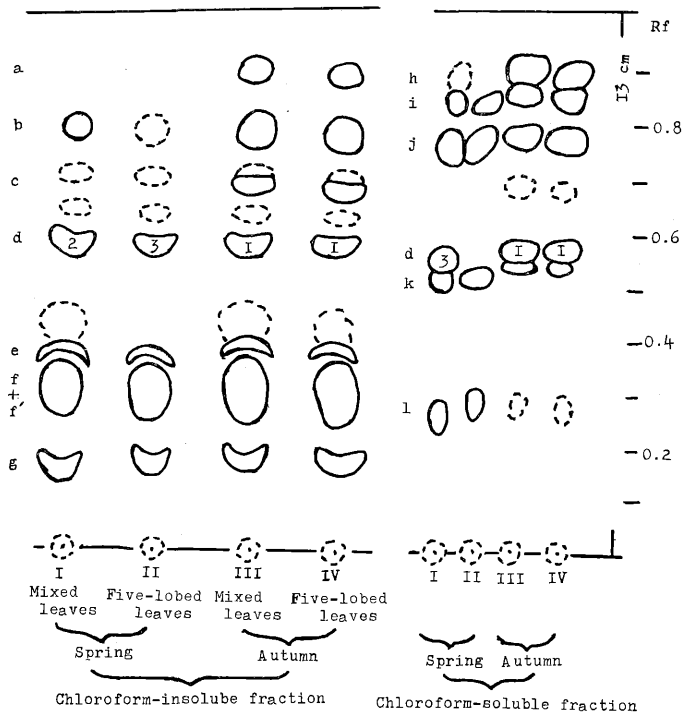 Rf
13 cm
a
h
i
b
0.8
j
c
d
2
3
I
I
0.6
d
3
I
I
k
0.4
e
f
+
f′
l
g
0.2
I
II
III
IV
I
II
III
IV
Mixed leaves
Five-lobed leaves
Mixed leaves
Five-lobed leaves
Spring
Autumn
Spring
Autumn
Chloroform-insolube fraction
Chloroform-soluble fraction